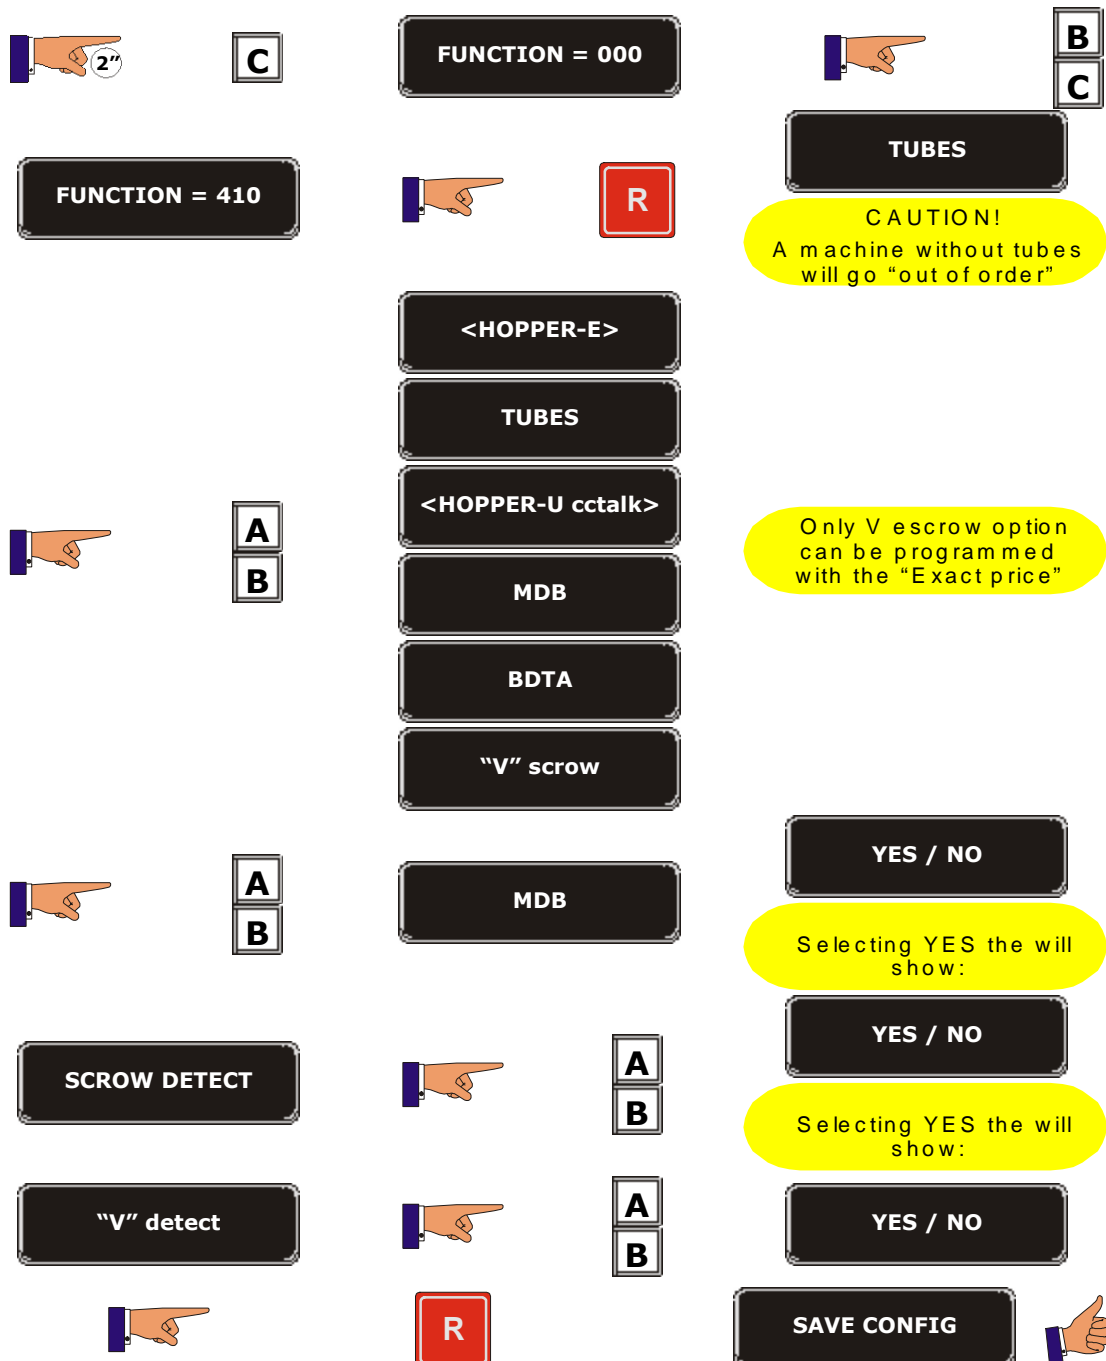 2”
C
FUNCTION = 000
B
C
FUNCTION = 410
R
TUBES
CAUTION!
A machine without tubes
will go “out of order”
<HOPPER-E>
TUBES
<HOPPER-U cctalk>
MDB
BDTA
“V” scrow
A
B
Only V escrow option
can be programmed
with the “Exact price”
A
B
MDB
YES / NO
Selecting YES the will
show:
SCROW DETECT
A
B
YES / NO
Selecting YES the will
show:
“V” detect
A
B
YES / NO
R
SAVE CONFIG